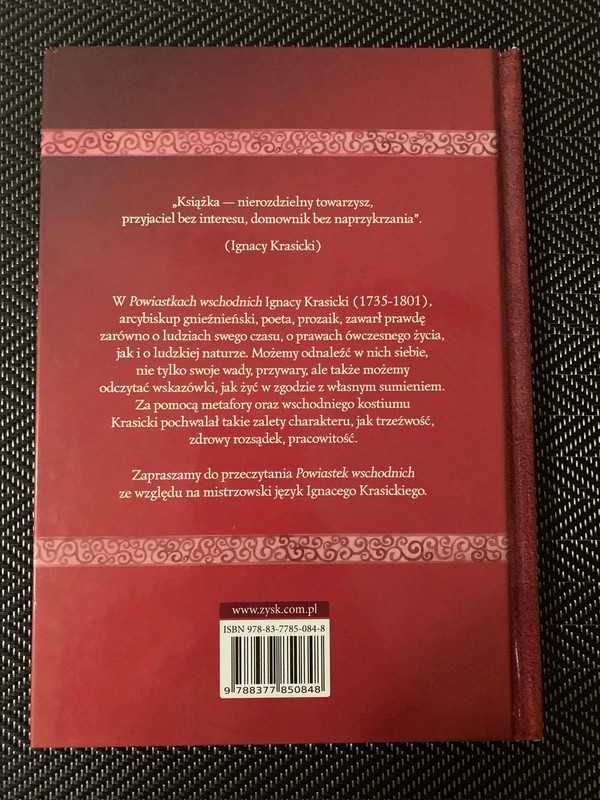 „Książka — nierozdzielny towarzysz,
przyjaciel bez interesu, domownik bez naprzykrzania”.
(Ignacy Krasicki)
W Powiastkach wschodnich Ignacy Krasicki (1735-1801),
arcybiskup gnieźnieński, poeta, prozaik, zawarł prawdę
zarówno o ludziach swego czasu, o prawach ówczesnego życia,
jak i o ludzkiej naturze. Możemy odnaleźć w nich siebie,
nie tylko swoje wady, przywary, ale także możemy
odczytać wskazówki, jak żyć w zgodzie z własnym sumieniem.
Za pomocą metafory oraz wschodniego kostiumu
Krasicki pochwalał takie zalety charakteru, jak trzeźwość,
zdrowy rozsądek, pracowitość.
Zapraszamy do przeczytania Powiastek wschodnich
ze względu na mistrzowski język Ignacego Krasickiego.
www.zysk.com.pl
ISBN 978-83-7785-084-8
9 788377 850848